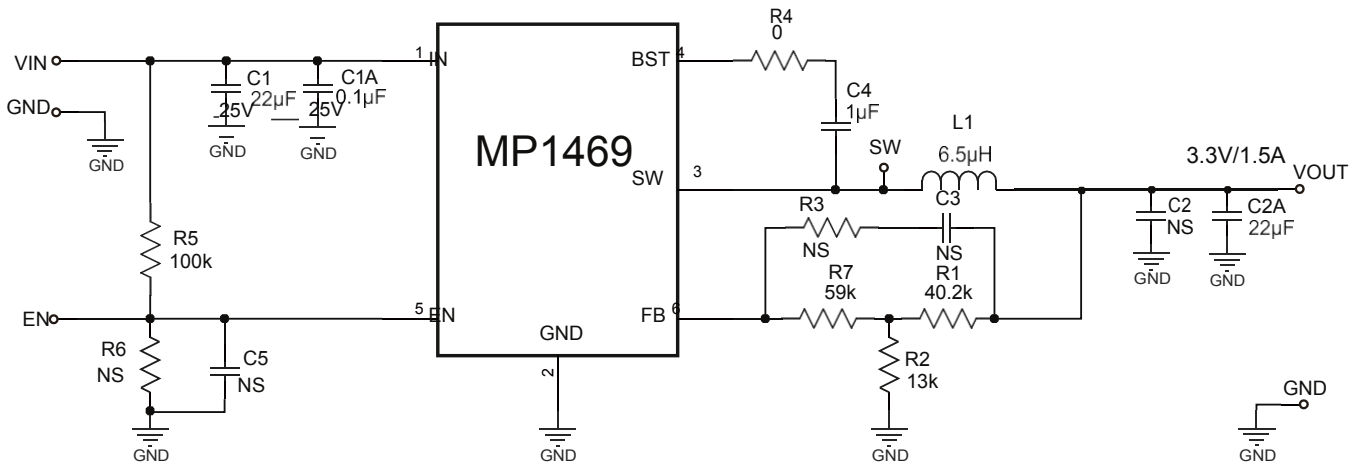 R4
0
VIN
1
IN
BST
4
C1
22µF
25V
C1A
0.1µF
25V
C4
1µF
GND
GND
GND
GND
MP1469
L1
6.5µH
SW
SW
3
3.3V/1.5A
VOUT
C3
NS
R3
NS
C2
NS
C2A
22µF
GND
GND
R5
100k
R7
59k
R1
40.2k
EN
5
EN
FB
6
GND
R6
NS
C5
NS
2
R2
13k
GND
GND
GND
GND
GND